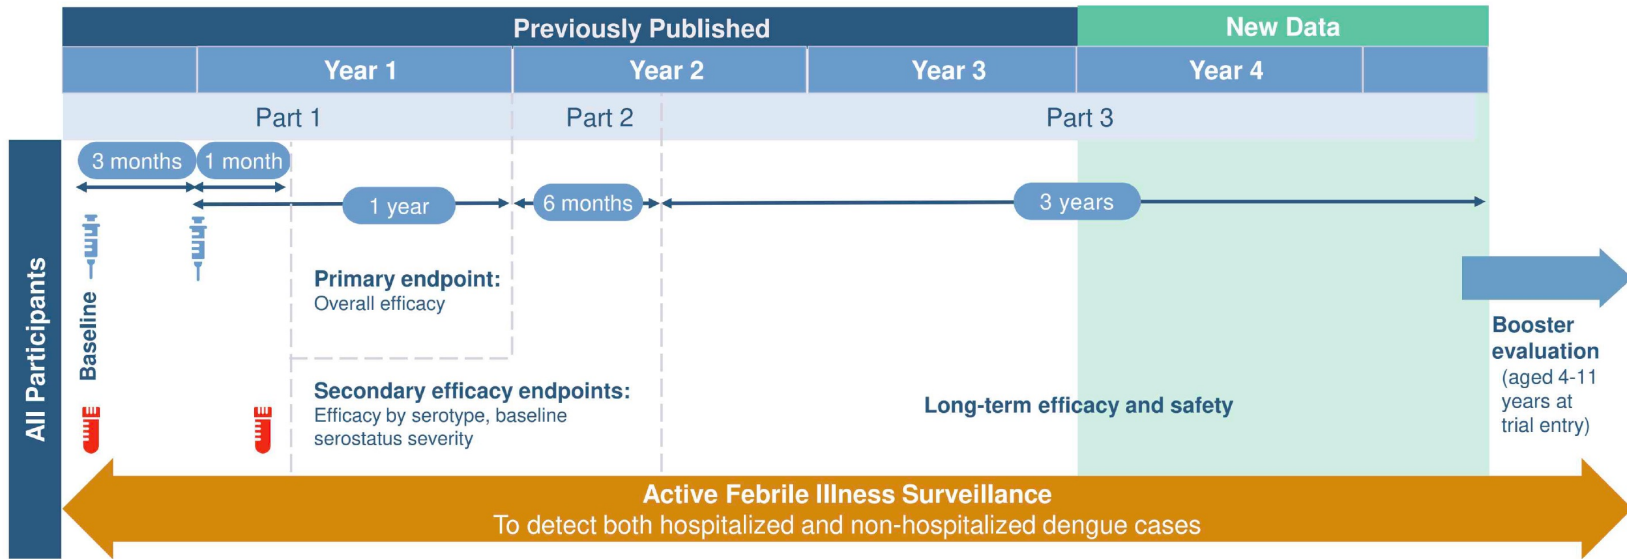 Previously Published
New Data
Year 1
Year 2
Year 3
Year 4
Part 1
Part 2
Part 3
All Participants
3 months
1 month
1 year
6 months
3 years
Baseline
Primary endpoint:
Overall efficacy
Secondary efficacy endpoints:
Efficacy by serotype, baseline
serostatus severity
Long-term efficacy and safety
Booster
evaluation
(aged 4-11
years at
trial entry)
Active Febrile Illness Surveillance
To detect both hospitalized and non-hospitalized dengue cases